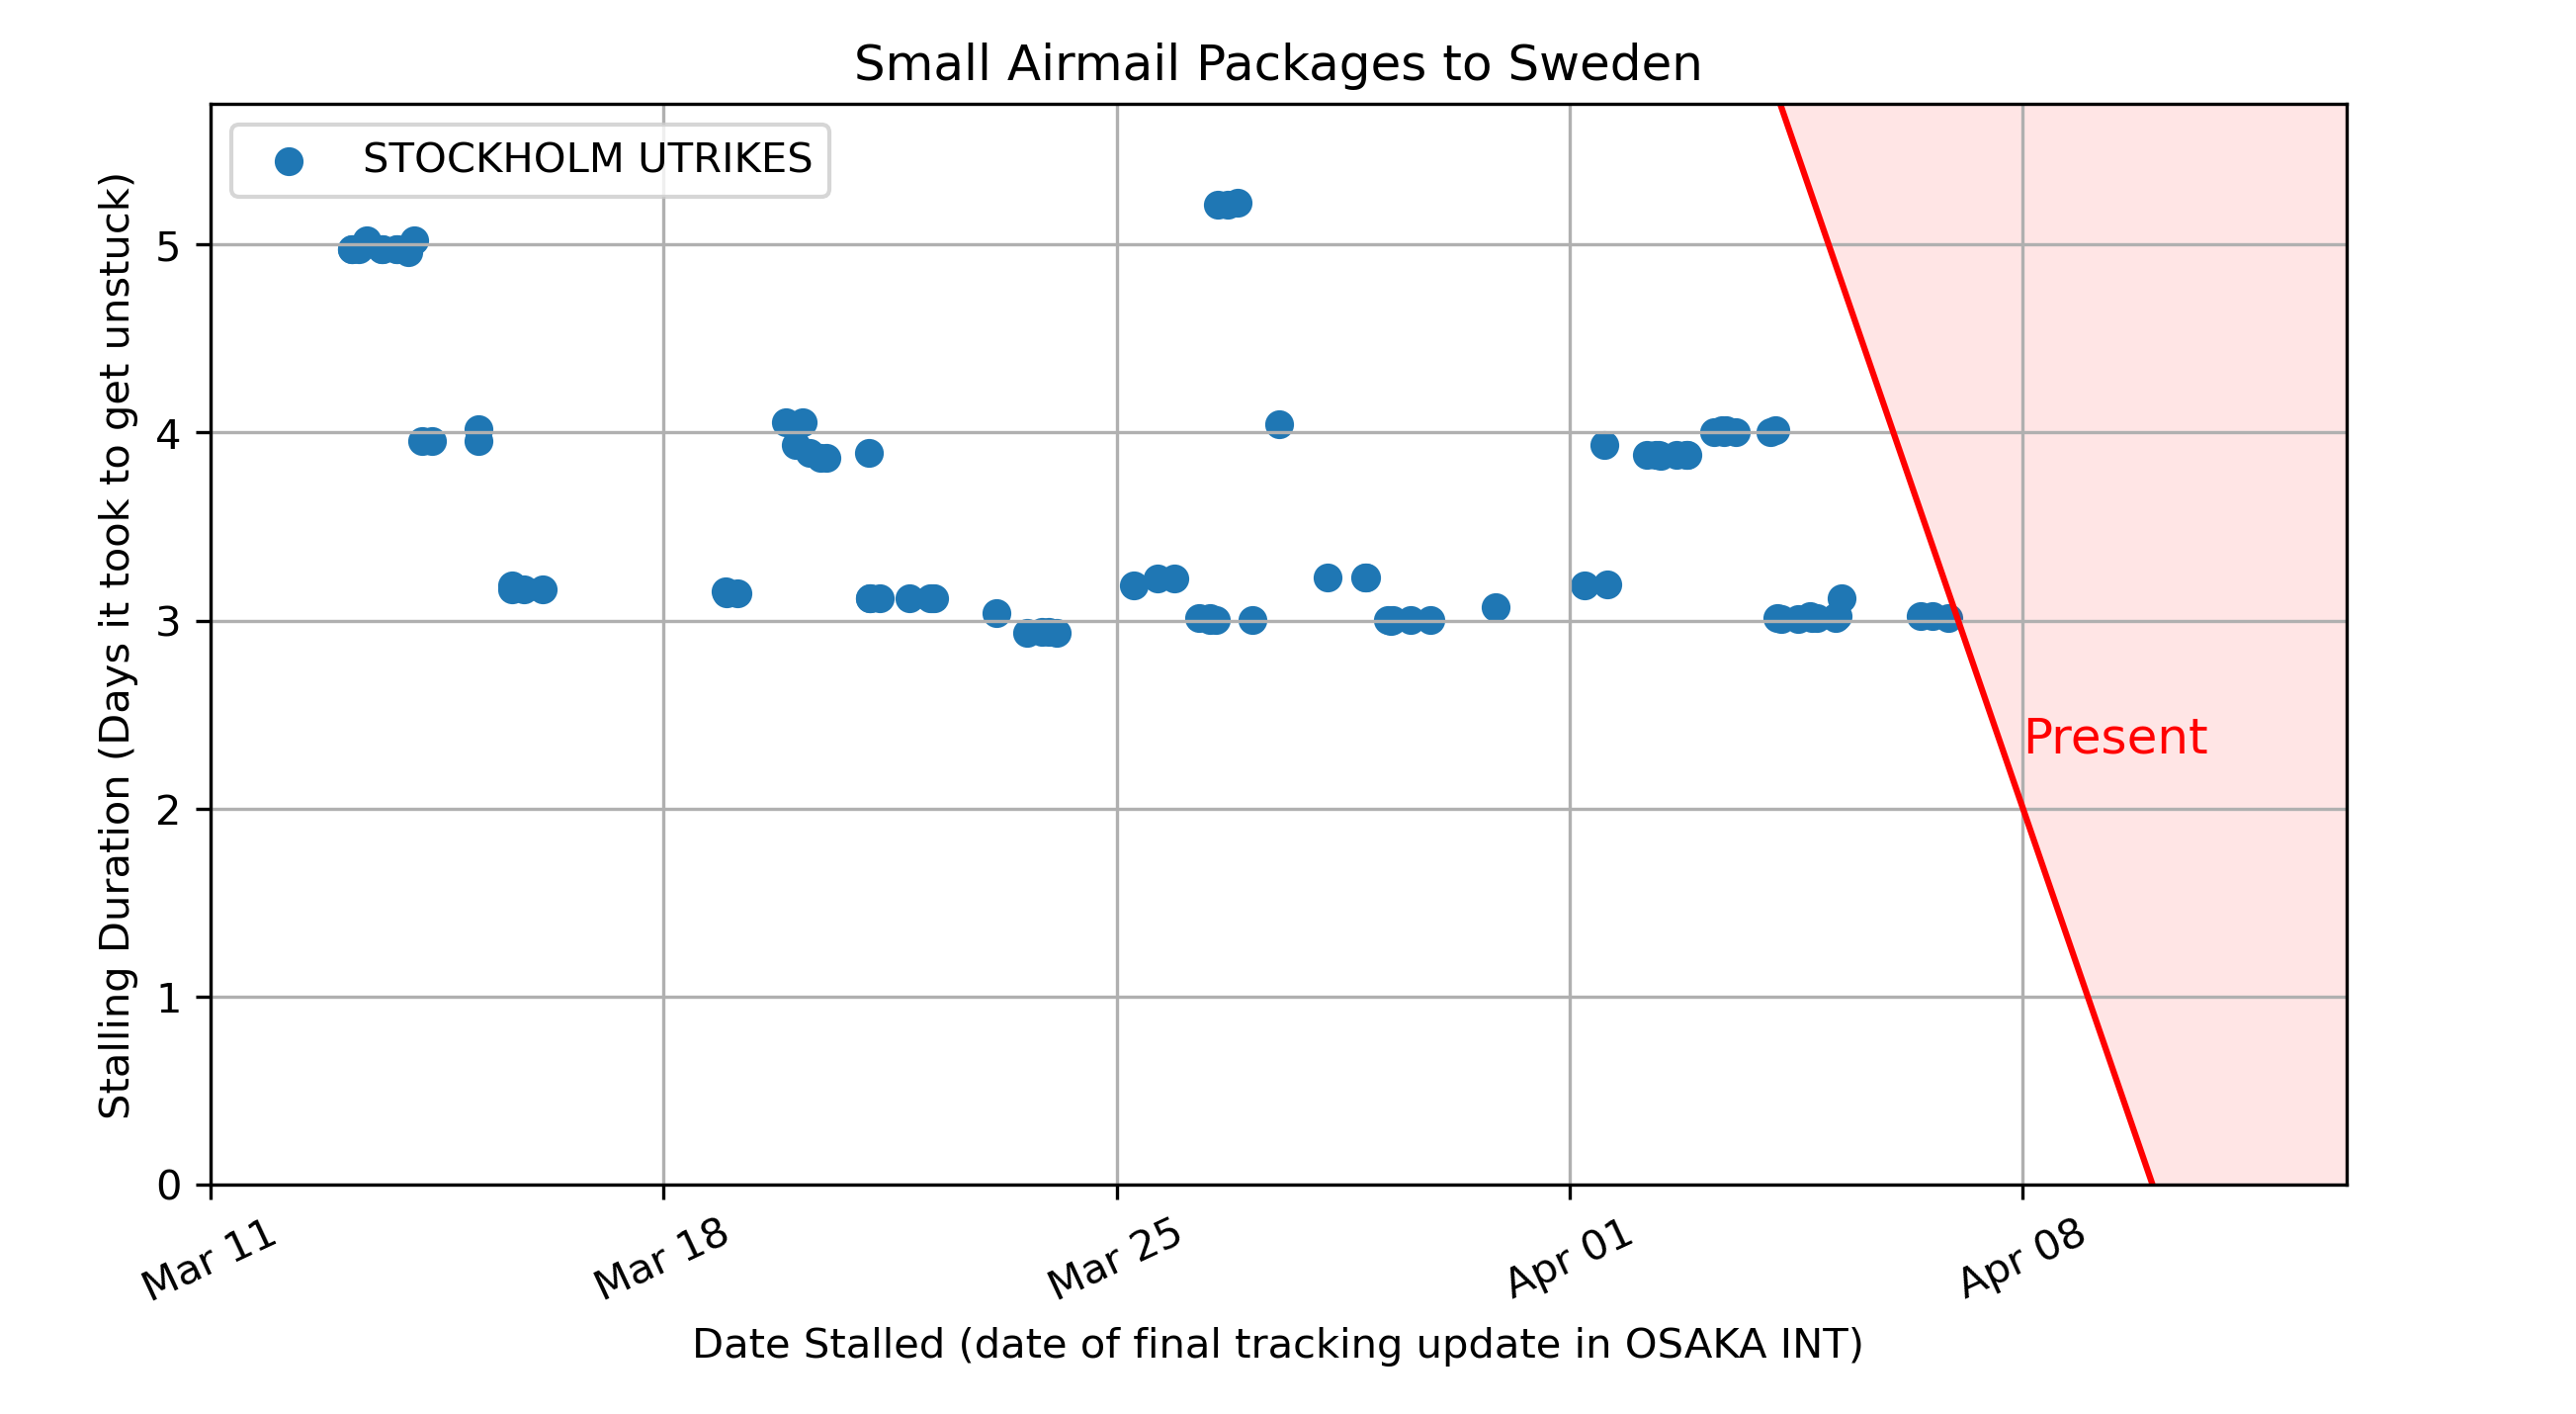 Small Airmail Packages to Sweden
STOCKHOLM UTRIKES
Stalling Duration (Days it took to get unstuck)
5
4
3
2
1
0
Present
Mar 11
Mar 18
Mar 25
Apr 01
Apr 08
Date Stalled (date of final tracking update in OSAKA INT)